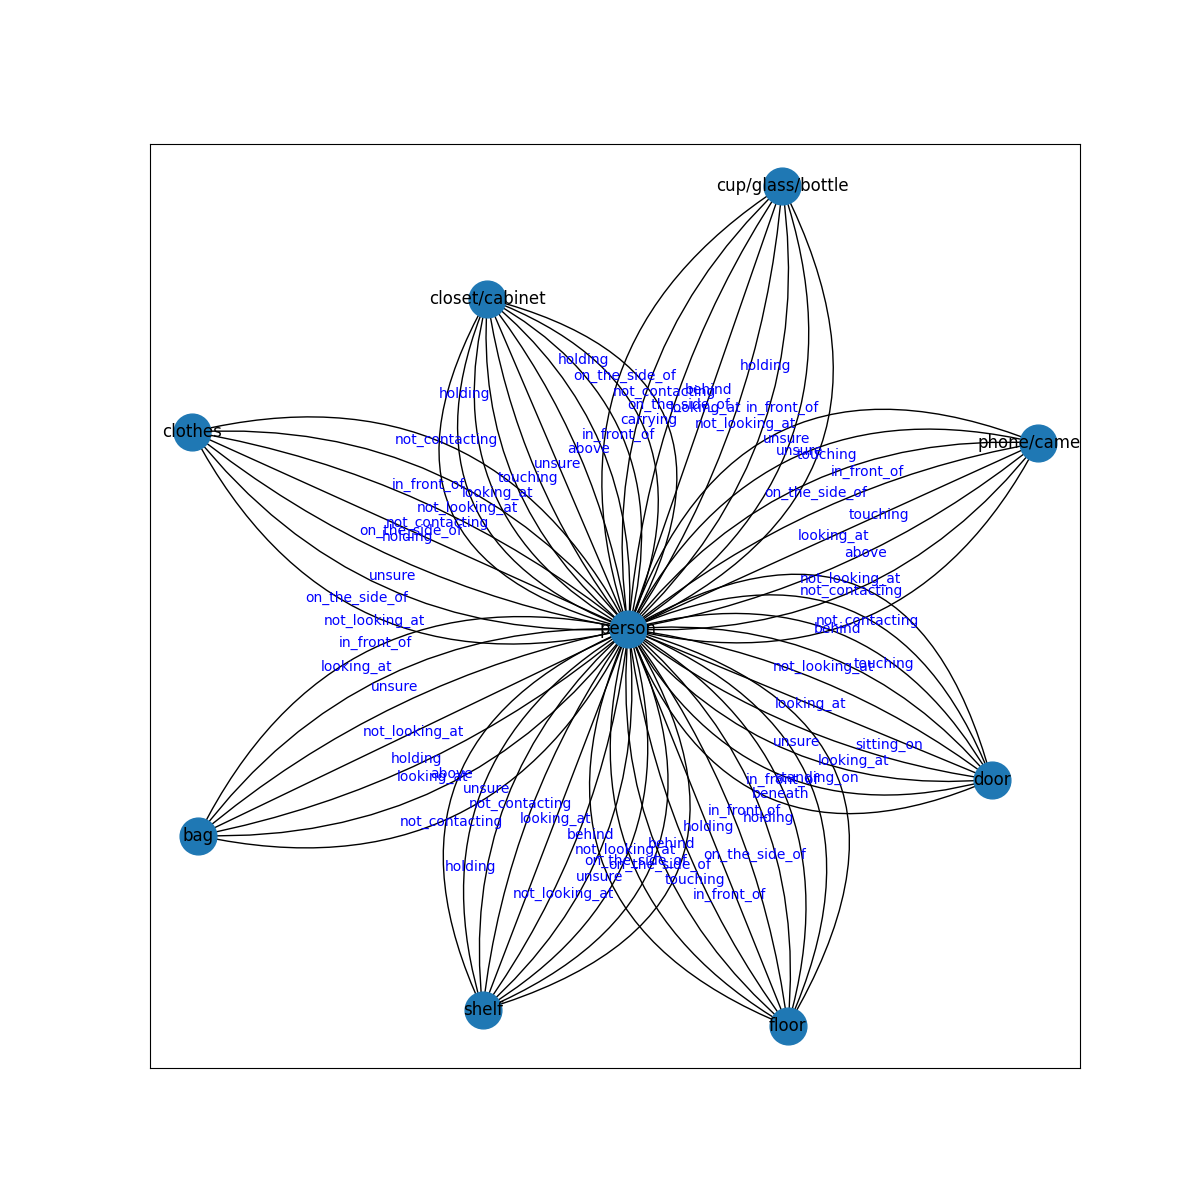 cup/glass/bottle
closet/cabinet
holding
holding
on_the_side_of
holding
not_contacting
behind
on_the_side_of
looking_at
in_front_of
carrying
not_looking_at
clothes
not_contacting
in_front_of
above
unsure
unsure
touching
phone/came
unsure
in_front_of
touching
looking_at
in_front_of
on_the_side_of
not_looking_at
touching
not_contacting
on_the_side_of
holding
looking_at
above
unsure
not_looking_at
not_contacting
on_the_side_of
not_looking_at
not_contacting
behind
person
in_front_of
looking_at
not_looking_at
touching
unsure
looking_at
not_looking_at
unsure
sitting_on
holding
looking_at
above
looking_at
in_front_of
standing_on
door
unsure
beneath
not_contacting
in_front_of
holding
not_contacting
looking_at
holding
bag
behind
behind
not_looking_at
on_the_side_of
on_the_side_of
on_the_side_of
holding
unsure
touching
not_looking_at
in_front_of
shelf
floor